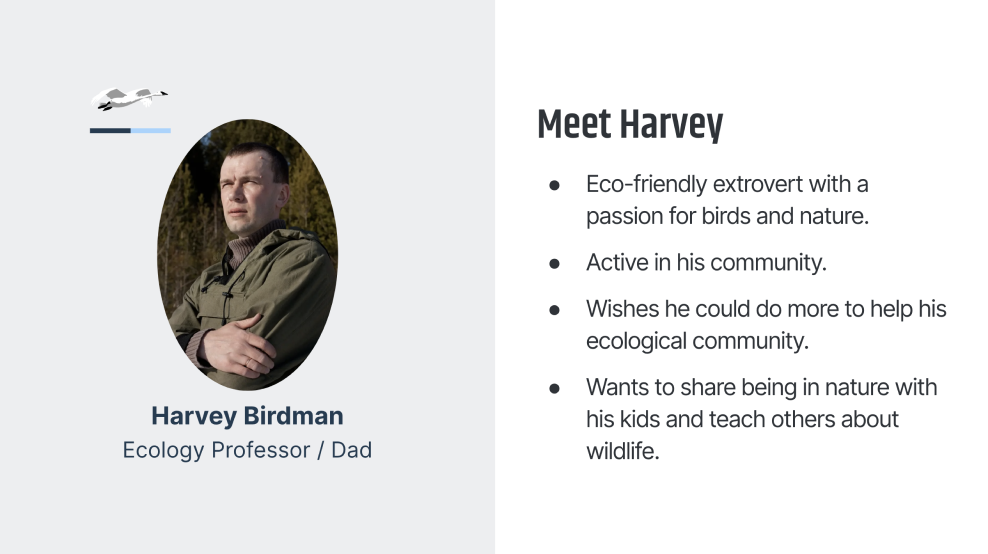 Meet Harvey
● Eco-friendly extrovert with a
passion for birds and nature.
● Active in his community.
● Wishes he could do more to help his
ecological community.
● Wants to share being in nature with
his kids and teach others about
wildlife.
Harvey Birdman
Ecology Professor / Dad